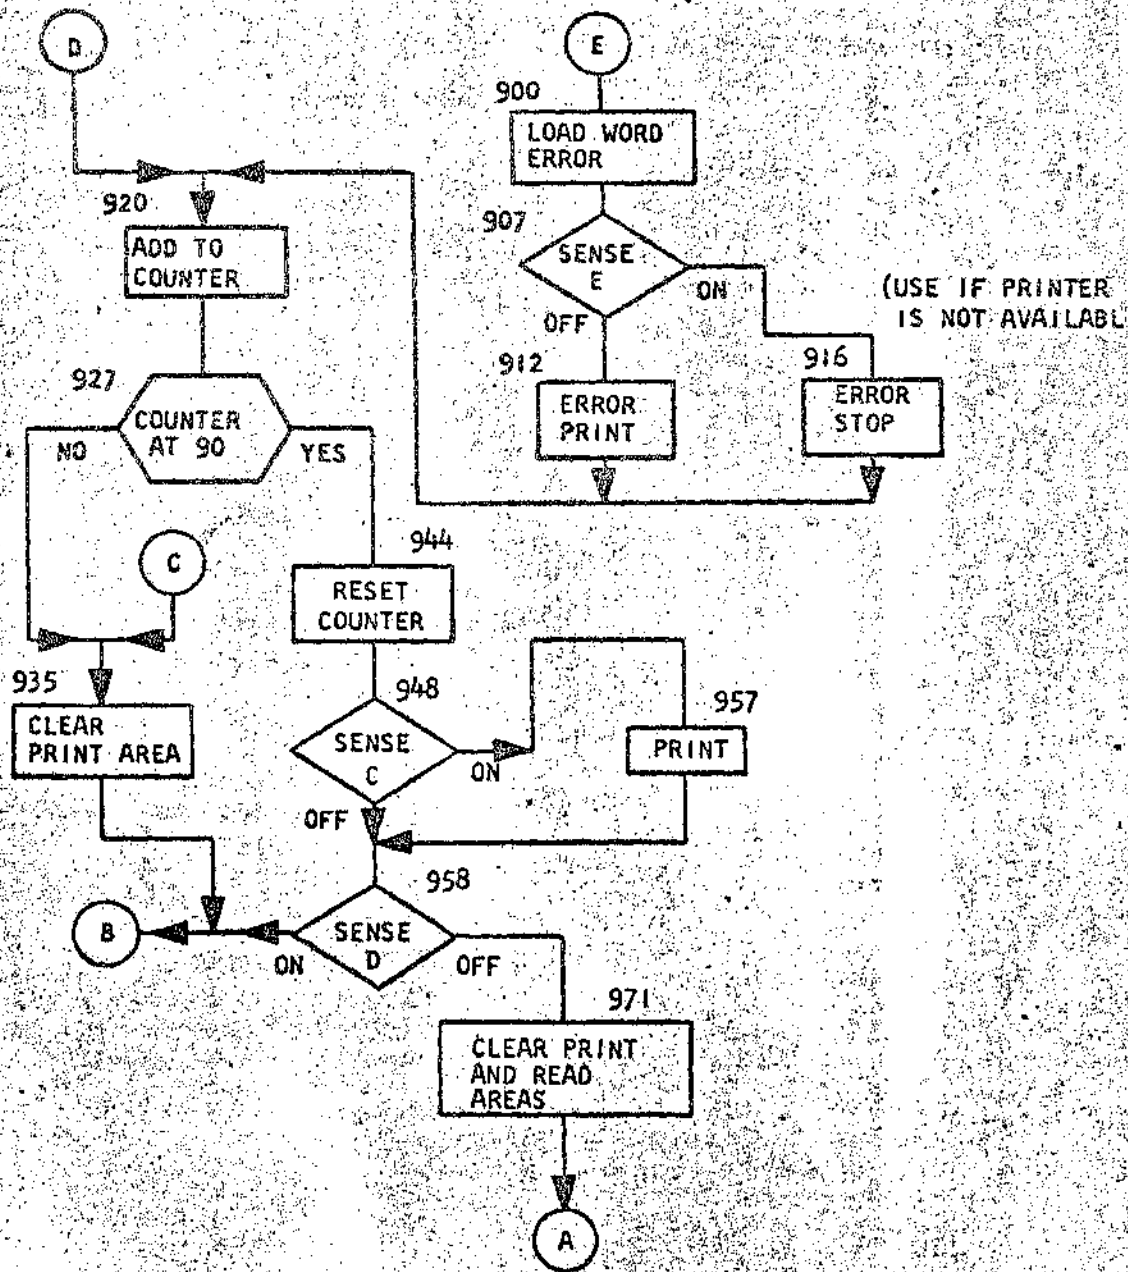 D
E
900
LOAD WORD
ERROR
920
907
SENSE
E
ADD TO
COUNTER
ON
(USE IF PRINTER
IS NOT AVAILABL
OFF
927
912
916
ERROR
PRINT
ERROR
STOP
COUNTER
AT 90
NO
YES
944
C
RESET
COUNTER
935
948
957
CLEAR
PRINT AREA
SENSE
C
PRINT
ON
OFF
958
B
SENSE
D
ON
OFF
971
CLEAR PRINT
AND READ
AREAS
A